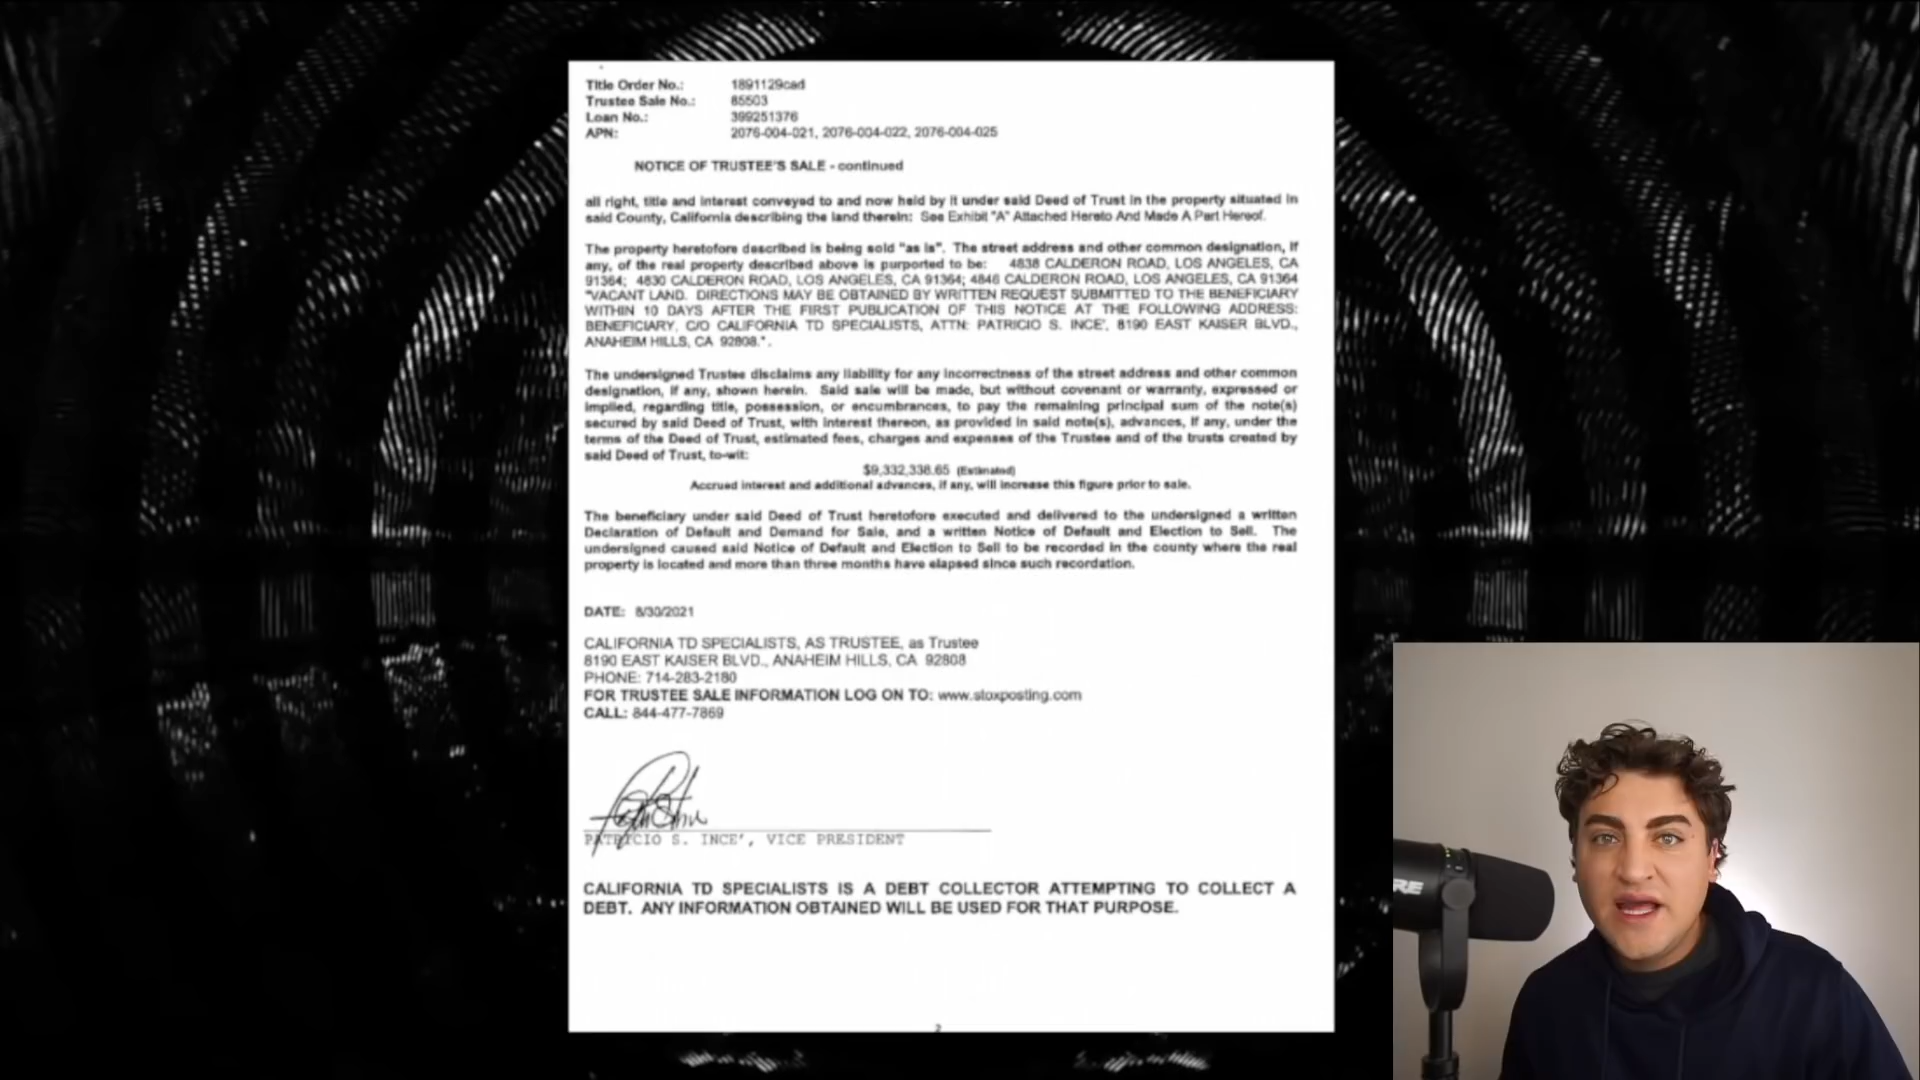 Title Order No.: 1891129cad
Trustee Sale No.: 85503
Loan No.: 399251376
APN: 2076-004-021, 2076-004-022, 2076-004-025
NOTICE OF TRUSTEE'S SALE - continued
all right, title and interest conveyed to and now held by it under said Deed of Trust in the property situated in
said County, California describing the land therein: See Exhibit "A" Attached Hereto And Made A Part Hereof.
The property heretofore described is being sold "as is". The street address and other common designation, if
any, of the real property described above is purported to be: 4838 CALDERON ROAD, LOS ANGELES, CA
91364; 4830 CALDERON ROAD, LOS ANGELES, CA 91364; 4846 CALDERON ROAD, LOS ANGELES, CA 91364
"VACANT LAND. DIRECTIONS MAY BE OBTAINED BY WRITTEN REQUEST SUBMITTED TO THE BENEFICIARY
WITHIN 10 DAYS AFTER THE FIRST PUBLICATION OF THIS NOTICE AT THE FOLLOWING ADDRESS:
BENEFICIARY, C/O CALIFORNIA TD SPECIALISTS, ATTN: PATRICIO S. INCE', 8190 EAST KAISER BLVD.,
ANAHEIM HILLS, CA 92808.".
The undersigned Trustee disclaims any liability for any incorrectness of the street address and other common
designation, if any, shown herein. Said sale will be made, but without covenant or warranty, expressed or
implied, regarding title, possession, or encumbrances, to pay the remaining principal sum of the note(s)
secured by said Deed of Trust, with interest thereon, as provided in said note(s), advances, if any, under the
terms of the Deed of Trust, estimated fees, charges and expenses of the Trustee and of the trusts created by
said Deed of Trust, to-wit:
$9,332,338.65 (Estimated)
Accrued interest and additional advances, if any, will increase this figure prior to sale.
The beneficiary under said Deed of Trust heretofore executed and delivered to the undersigned a written
Declaration of Default and Demand for Sale, and a written Notice of Default and Election to Sell. The
undersigned caused said Notice of Default and Election to Sell to be recorded in the county where the real
property is located and more than three months have elapsed since such recordation.
DATE: 8/30/2021
CALIFORNIA TD SPECIALISTS, AS TRUSTEE, as Trustee
8190 EAST KAISER BLVD., ANAHEIM HILLS, CA 92808
PHONE: 714-283-2180
FOR TRUSTEE SALE INFORMATION LOG ON TO: www.stoxposting.com
CALL: 844-477-7869
PATRICIO S. INCE', VICE PRESIDENT
CALIFORNIA TD SPECIALISTS IS A DEBT COLLECTOR ATTEMPTING TO COLLECT A
DEBT. ANY INFORMATION OBTAINED WILL BE USED FOR THAT PURPOSE.
2